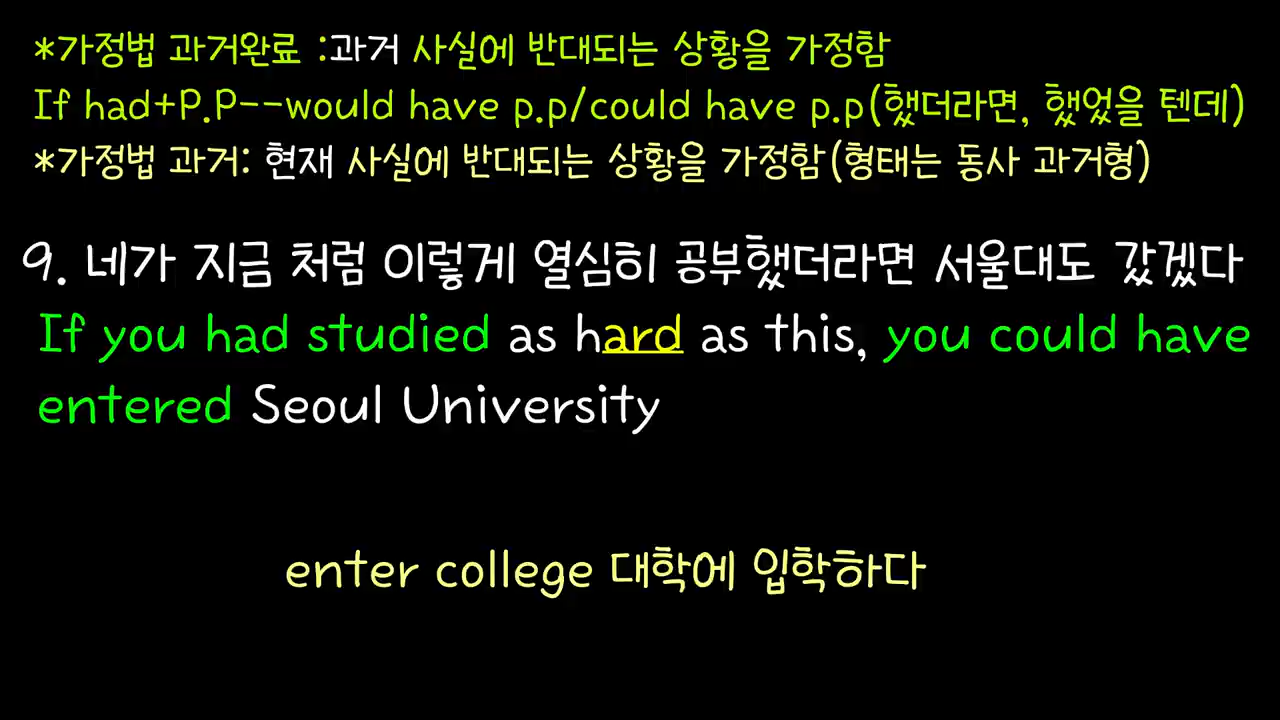 *가정법 과거완료 :과거 사실에 반대되는 상황을 가정함
If had+P.P--would have p.p/could have p.p(했더라면, 했었을 텐데)
*가정법 과거: 현재 사실에 반대되는 상황을 가정함(형태는 동사 과거형)
9. 네가 지금 처럼 이렇게 열심히 공부했더라면 서울대도 갔겠다
If you had studied as hard as this, you could have
entered Seoul University
enter college 대학에 입학하다